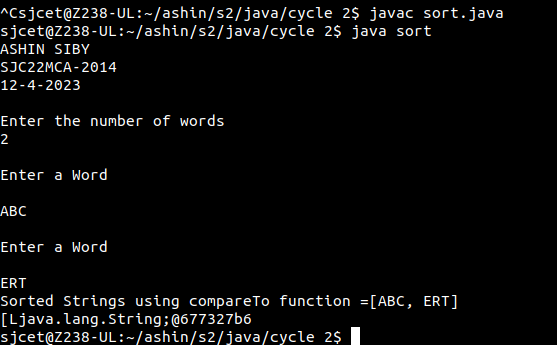 ^Csjcet@Z238-UL:~/ashin/s2/java/cycle 2$ javac sort.java
sjcet@Z238-UL:~/ashin/s2/java/cycle 2$ java sort
ASHIN SIBY
SJC22MCA-2014
12-4-2023
Enter the number of words
2
Enter a Word
ABC
Enter a Word
ERT
Sorted Strings using compareTo function =[ABC, ERT]
[Ljava.lang.String;@677327b6
sjcet@Z238-UL:~/ashin/s2/java/cycle 2$